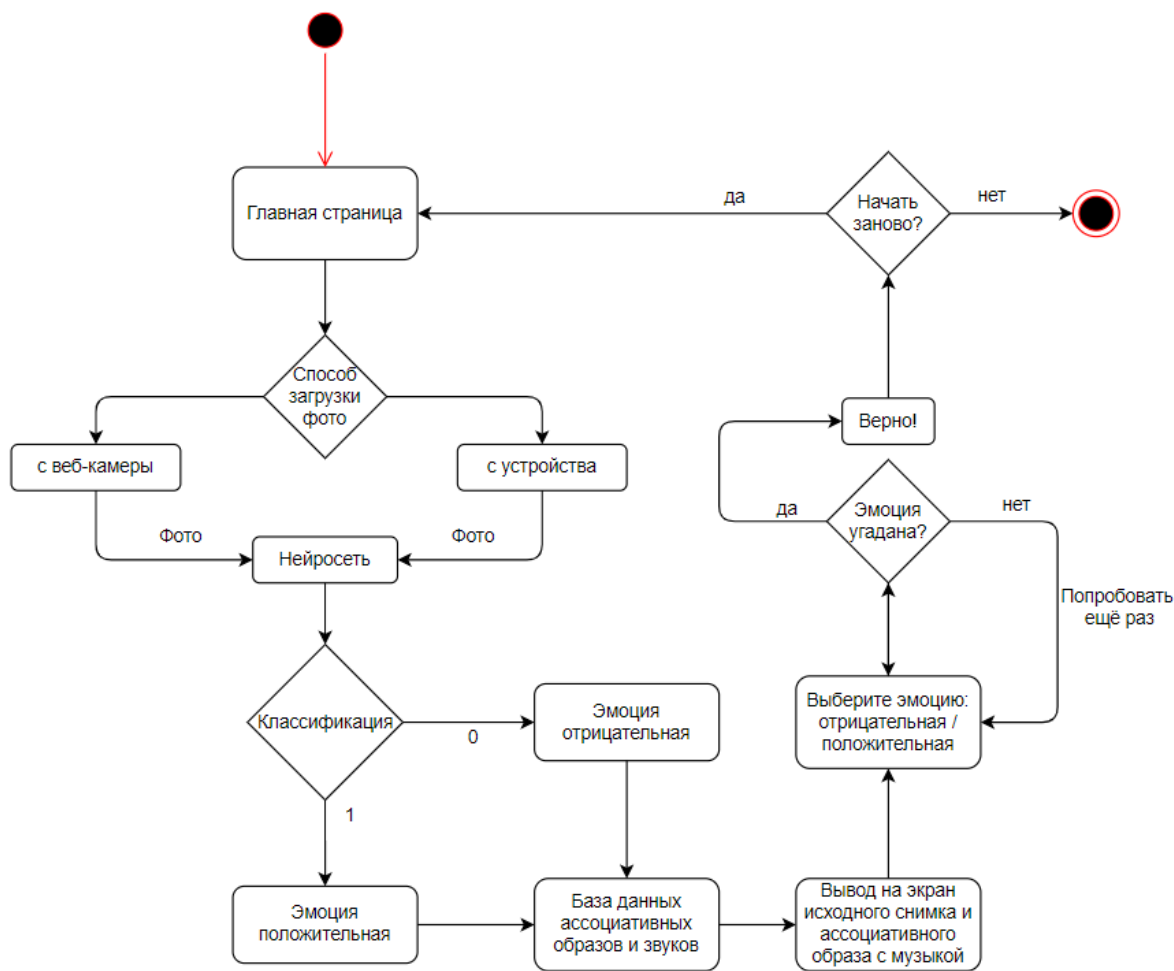 Главная страница
да
Начать
заново?
нет
Способ
загрузки
фото
Верно!
с веб-камеры
с устройства
да
Эмоция
угадана?
нет
Фото
Фото
Нейросеть
Попробовать
ещё раз
Классификация
0
Эмоция
отрицательная
Выберите эмоцию:
отрицательная /
положительная
1
Эмоция
положительная
База данных
ассоциативных
образов и звуков
Вывод на экран
исходного снимка и
ассоциативного
образа с музыкой